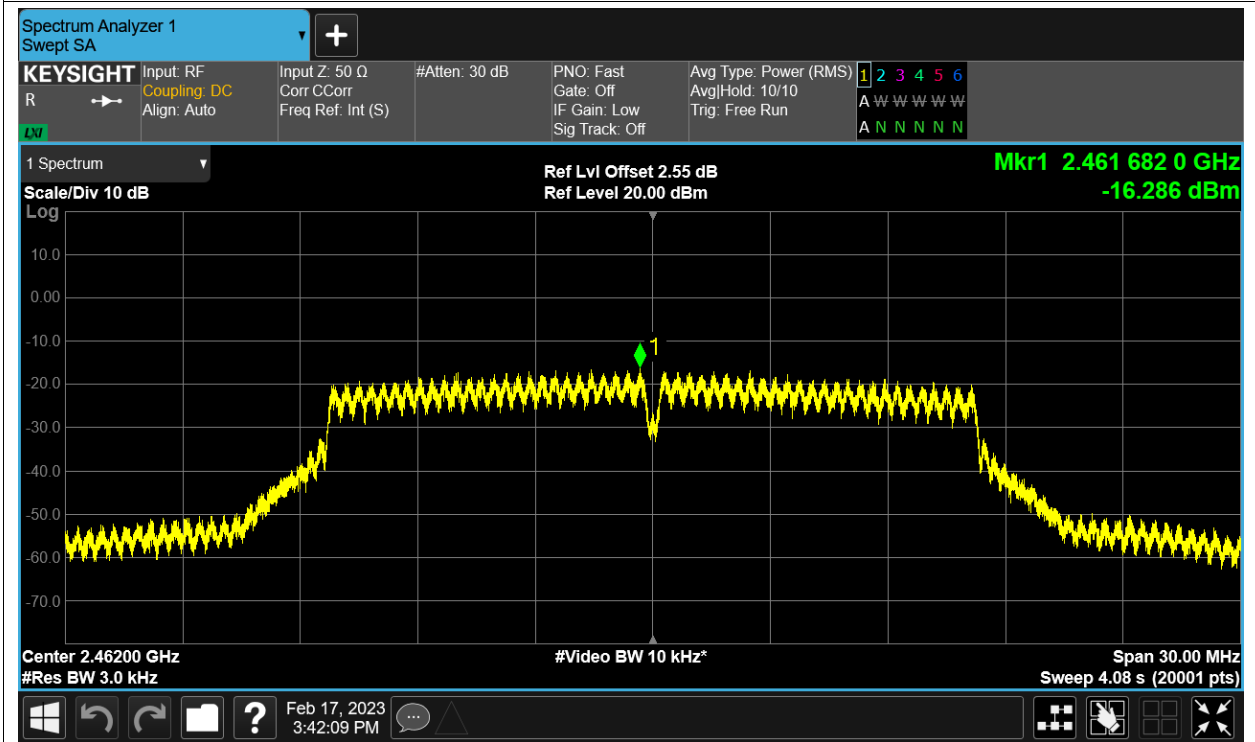 Spectrum Analyzer 1
Swept SA
+
KEYSIGHT
R
LXI
Input: RF
Coupling: DC
Align: Auto
Input Z: 50 Ω
Corr CCorr
Freq Ref: Int (S)
#Atten: 30 dB
PNO: Fast
Gate: Off
IF Gain: Low
Sig Track: Off
Avg Type: Power (RMS)
Avg|Hold: 10/10
Trig: Free Run
1 2 3 4 5 6
A W W W W W
A N N N N N
1 Spectrum
Scale/Div 10 dB
Log
Ref Lvl Offset 2.55 dB
Ref Level 20.00 dBm
Mkr1 2.461 682 0 GHz
-16.286 dBm
10.0
0.00
-10.0
1
-20.0
-30.0
-40.0
-50.0
-60.0
-70.0
Center 2.46200 GHz
#Res BW 3.0 kHz
#Video BW 10 kHz*
Span 30.00 MHz
Sweep 4.08 s (20001 pts)
?
Feb 17, 2023
3:42:09 PM